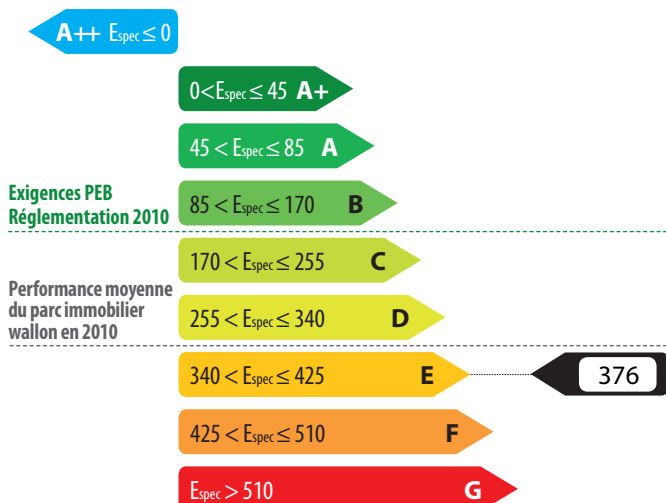 A++ Espec ≤ 0
0<Espec ≤ 45 A+
45 < Espec ≤ 85 A
Exigences PEB
Réglementation 2010
85 < Espec ≤ 170 B
170 < Espec ≤ 255 C
Performance moyenne
du parc immobilier
wallon en 2010
255 < Espec ≤ 340 D
340 < Espec ≤ 425 E 376
425 < Espec ≤ 510 F
Espec > 510 G